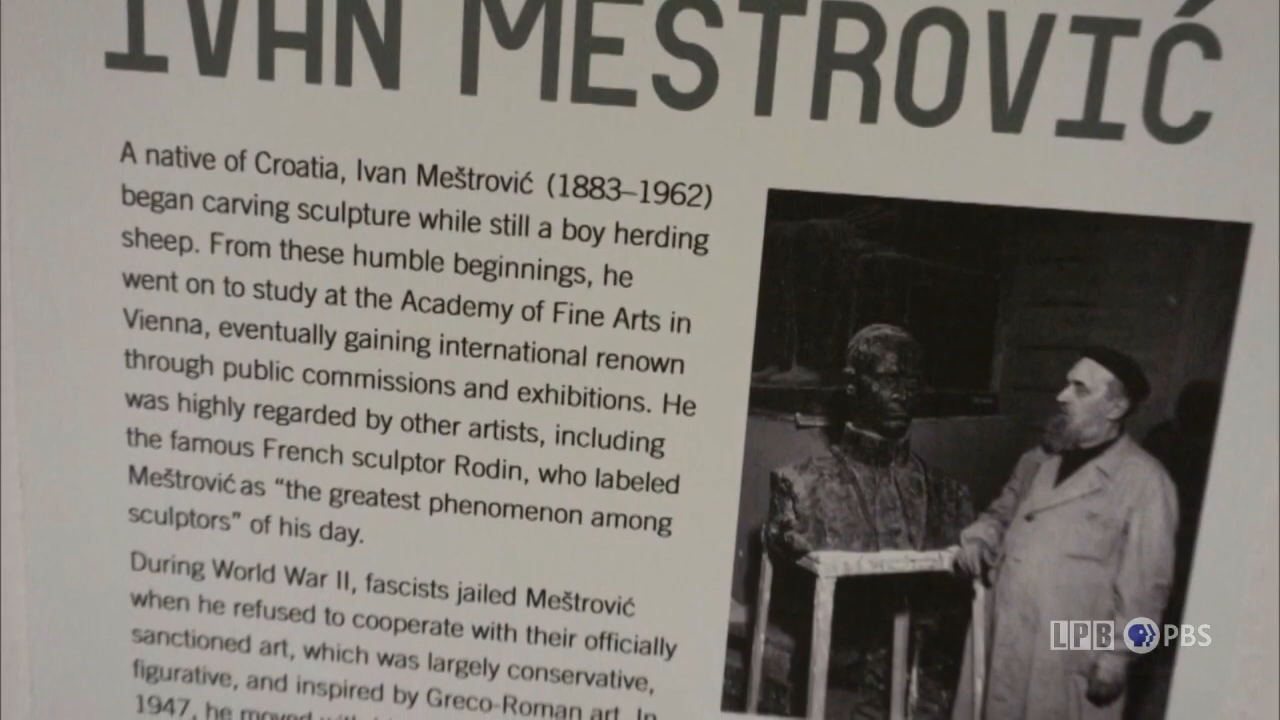 IVAN MEŠTROVIĆ
A native of Croatia, Ivan Meštrović (1883–1962)
began carving sculpture while still a boy herding
sheep. From these humble beginnings, he
went on to study at the Academy of Fine Arts in
Vienna, eventually gaining international renown
through public commissions and exhibitions. He
was highly regarded by other artists, including
the famous French sculptor Rodin, who labeled
Meštrović as “the greatest phenomenon among
sculptors” of his day.
During World War II, fascists jailed Meštrović
when he refused to cooperate with their officially
sanctioned art, which was largely conservative,
figurative, and inspired by Greco-Roman art. In
1947, he moved
LPB PBS